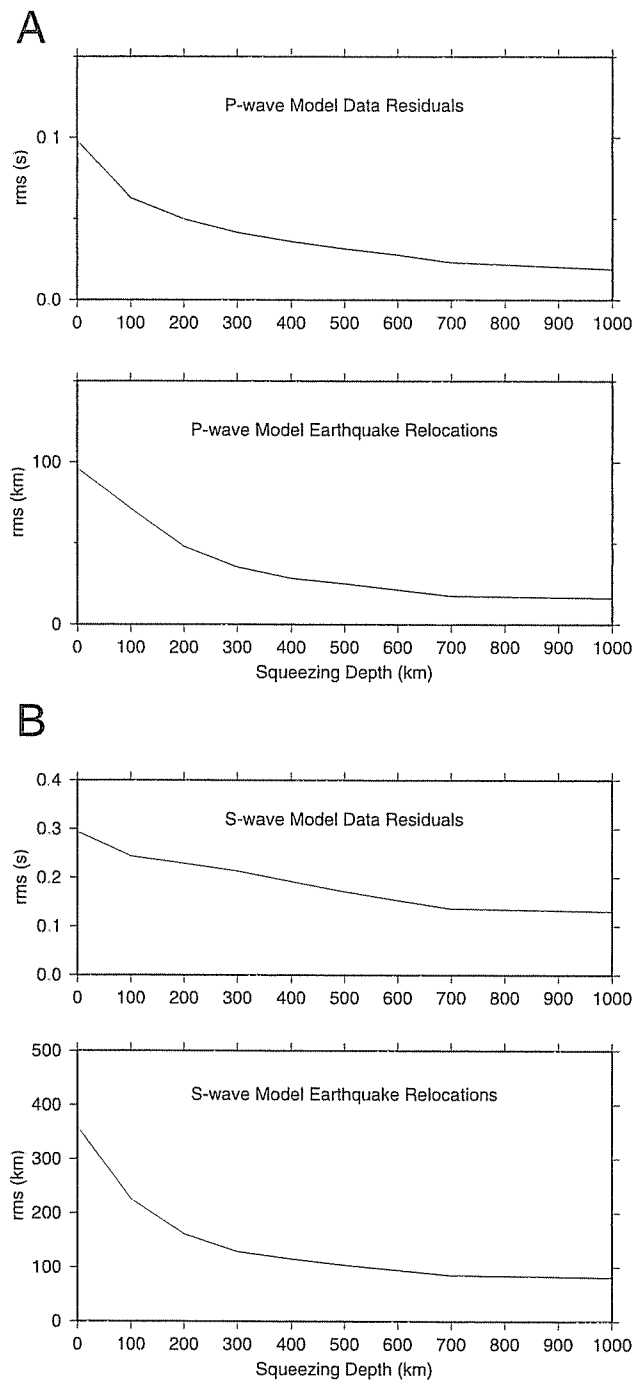 A
P-wave Model Data Residuals
rms (s)
0.1
0.0
0 100 200 300 400 500 600 700 800 900 1000
P-wave Model Earthquake Relocations
rms (km)
100
0
0 100 200 300 400 500 600 700 800 900 1000
Squeezing Depth (km)
B
S-wave Model Data Residuals
rms (s)
0.4
0.3
0.2
0.1
0.0
0 100 200 300 400 500 600 700 800 900 1000
S-wave Model Earthquake Relocations
rms (km)
500
400
300
200
100
0
0 100 200 300 400 500 600 700 800 900 1000
Squeezing Depth (km)